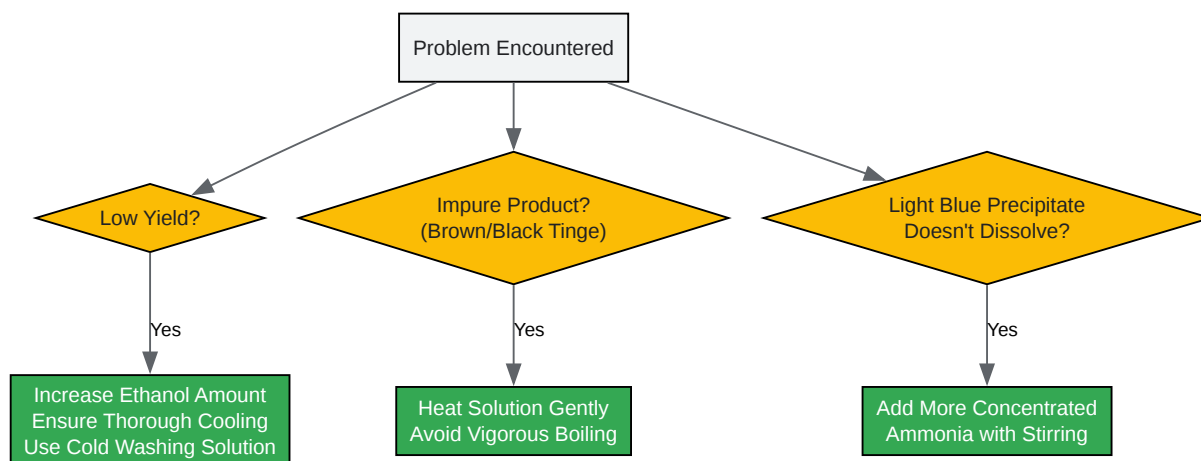 Problem Encountered
Low Yield?
Impure Product?
(Brown/Black Tinge)
Light Blue Precipitate
Doesn't Dissolve?
Yes
Yes
Yes
Increase Ethanol Amount
Ensure Thorough Cooling
Use Cold Washing Solution
Heat Solution Gently
Avoid Vigorous Boiling
Add More Concentrated
Ammonia with Stirring